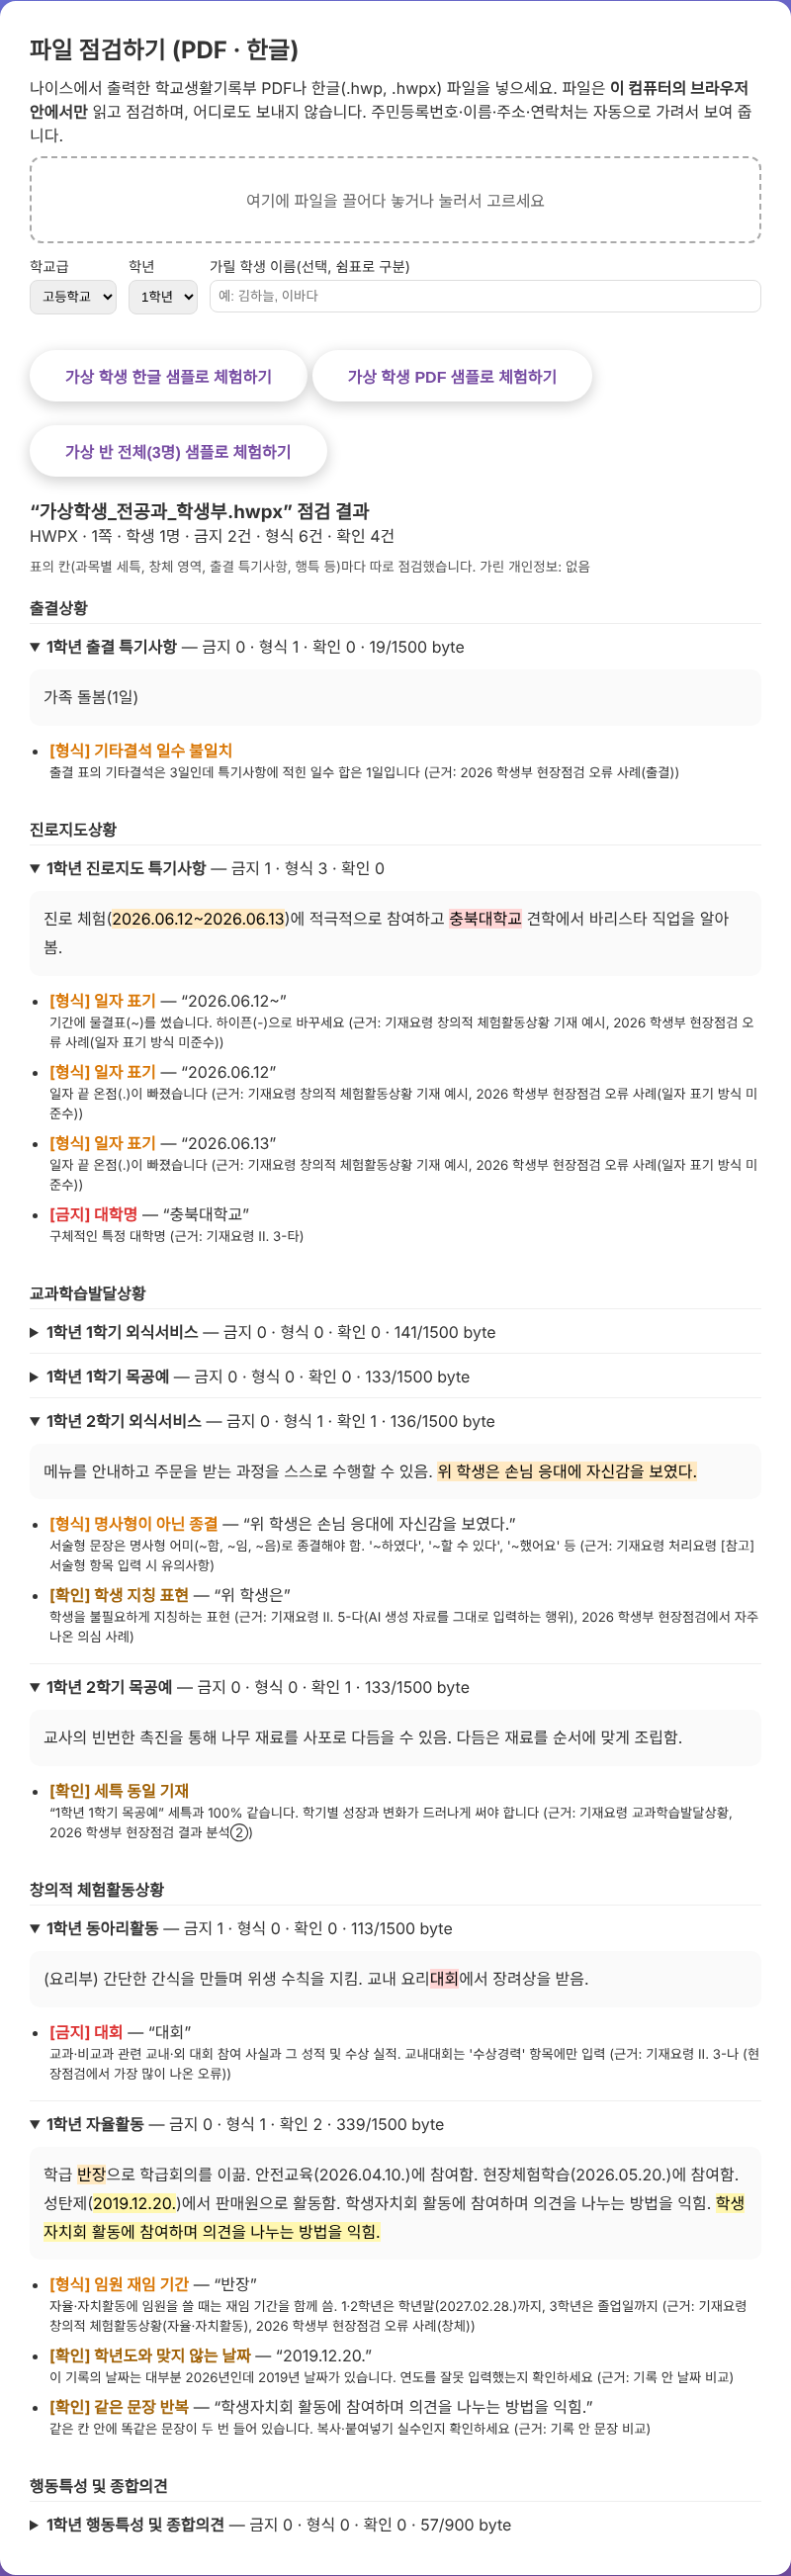 파일 점검하기 (PDF · 한글)
나이스에서 출력한 학교생활기록부 PDF나 한글(.hwp, .hwpx) 파일을 넣으세요. 파일은 이 컴퓨터의 브라우저
안에서만 읽고 점검하며, 어디로도 보내지 않습니다. 주민등록번호·이름·주소·연락처는 자동으로 가려서 보여 줍
니다.
여기에 파일을 끌어다 놓거나 눌러서 고르세요
학교급 학년 가릴 학생 이름(선택, 쉼표로 구분)
고등학교 1학년 예: 김하늘, 이바다
가상 학생 한글 샘플로 체험하기 가상 학생 PDF 샘플로 체험하기
가상 반 전체(3명) 샘플로 체험하기
“가상학생_전공과_학생부.hwpx” 점검 결과
HWPX · 1쪽 · 학생 1명 · 금지 2건 · 형식 6건 · 확인 4건
표의 칸(과목별 세특, 창체 영역, 출결 특기사항, 행특 등)마다 따로 점검했습니다. 가린 개인정보: 없음
출결상황
▼ 1학년 출결 특기사항 — 금지 0 · 형식 1 · 확인 0 · 19/1500 byte
가족 돌봄(1일)
• [형식] 기타결석 일수 불일치
출결 표의 기타결석은 3일인데 특기사항에 적힌 일수 합은 1일입니다 (근거: 2026 학생부 현장점검 오류 사례(출결))
진로지도상황
▼ 1학년 진로지도 특기사항 — 금지 1 · 형식 3 · 확인 0
진로 체험(2026.06.12~2026.06.13)에 적극적으로 참여하고 충북대학교 견학에서 바리스타 직업을 알아
봄.
• [형식] 일자 표기 — “2026.06.12~”
기간에 물결표(~)를 썼습니다. 하이픈(-)으로 바꾸세요 (근거: 기재요령 창의적 체험활동상황 기재 예시, 2026 학생부 현장점검 오
류 사례(일자 표기 방식 미준수))
• [형식] 일자 표기 — “2026.06.12”
일자 끝 온점(.)이 빠졌습니다 (근거: 기재요령 창의적 체험활동상황 기재 예시, 2026 학생부 현장점검 오류 사례(일자 표기 방식 미
준수))
• [형식] 일자 표기 — “2026.06.13”
일자 끝 온점(.)이 빠졌습니다 (근거: 기재요령 창의적 체험활동상황 기재 예시, 2026 학생부 현장점검 오류 사례(일자 표기 방식 미
준수))
• [금지] 대학명 — “충북대학교”
구체적인 특정 대학명 (근거: 기재요령 II. 3-타)
교과학습발달상황
▶ 1학년 1학기 외식서비스 — 금지 0 · 형식 0 · 확인 0 · 141/1500 byte
▶ 1학년 1학기 목공예 — 금지 0 · 형식 0 · 확인 0 · 133/1500 byte
▼ 1학년 2학기 외식서비스 — 금지 0 · 형식 1 · 확인 1 · 136/1500 byte
메뉴를 안내하고 주문을 받는 과정을 스스로 수행할 수 있음. 위 학생은 손님 응대에 자신감을 보였다.
• [형식] 명사형이 아닌 종결 — “위 학생은 손님 응대에 자신감을 보였다.”
서술형 문장은 명사형 어미(~함, ~임, ~음)로 종결해야 함. '~하였다', '~할 수 있다', '~했어요' 등 (근거: 기재요령 처리요령 [참고]
서술형 항목 입력 시 유의사항)
• [확인] 학생 지칭 표현 — “위 학생은”
학생을 불필요하게 지칭하는 표현 (근거: 기재요령 II. 5-다(AI 생성 자료를 그대로 입력하는 행위), 2026 학생부 현장점검에서 자주
나온 의심 사례)
▼ 1학년 2학기 목공예 — 금지 0 · 형식 0 · 확인 1 · 133/1500 byte
교사의 빈번한 촉진을 통해 나무 재료를 사포로 다듬을 수 있음. 다듬은 재료를 순서에 맞게 조립함.
• [확인] 세특 동일 기재
“1학년 1학기 목공예” 세특과 100% 같습니다. 학기별 성장과 변화가 드러나게 써야 합니다 (근거: 기재요령 교과학습발달상황,
2026 학생부 현장점검 결과 분석②)
창의적 체험활동상황
▼ 1학년 동아리활동 — 금지 1 · 형식 0 · 확인 0 · 113/1500 byte
(요리부) 간단한 간식을 만들며 위생 수칙을 지킴. 교내 요리대회에서 장려상을 받음.
• [금지] 대회 — “대회”
교과·비교과 관련 교내·외 대회 참여 사실과 그 성적 및 수상 실적. 교내대회는 '수상경력' 항목에만 입력 (근거: 기재요령 II. 3-나 (현
장점검에서 가장 많이 나온 오류))
▼ 1학년 자율활동 — 금지 0 · 형식 1 · 확인 2 · 339/1500 byte
학급 반장으로 학급회의를 이끎. 안전교육(2026.04.10.)에 참여함. 현장체험학습(2026.05.20.)에 참여함.
성탄제(2019.12.20.)에서 판매원으로 활동함. 학생자치회 활동에 참여하며 의견을 나누는 방법을 익힘. 학생
자치회 활동에 참여하며 의견을 나누는 방법을 익힘.
• [형식] 임원 재임 기간 — “반장”
자율·자치활동에 임원을 쓸 때는 재임 기간을 함께 씀. 1·2학년은 학년말(2027.02.28.)까지, 3학년은 졸업일까지 (근거: 기재요령
창의적 체험활동상황(자율·자치활동), 2026 학생부 현장점검 오류 사례(창체))
• [확인] 학년도와 맞지 않는 날짜 — “2019.12.20.”
이 기록의 날짜는 대부분 2026년인데 2019년 날짜가 있습니다. 연도를 잘못 입력했는지 확인하세요 (근거: 기록 안 날짜 비교)
• [확인] 같은 문장 반복 — “학생자치회 활동에 참여하며 의견을 나누는 방법을 익힘.”
같은 칸 안에 똑같은 문장이 두 번 들어 있습니다. 복사·붙여넣기 실수인지 확인하세요 (근거: 기록 안 문장 비교)
행동특성 및 종합의견
▶ 1학년 행동특성 및 종합의견 — 금지 0 · 형식 0 · 확인 0 · 57/900 byte